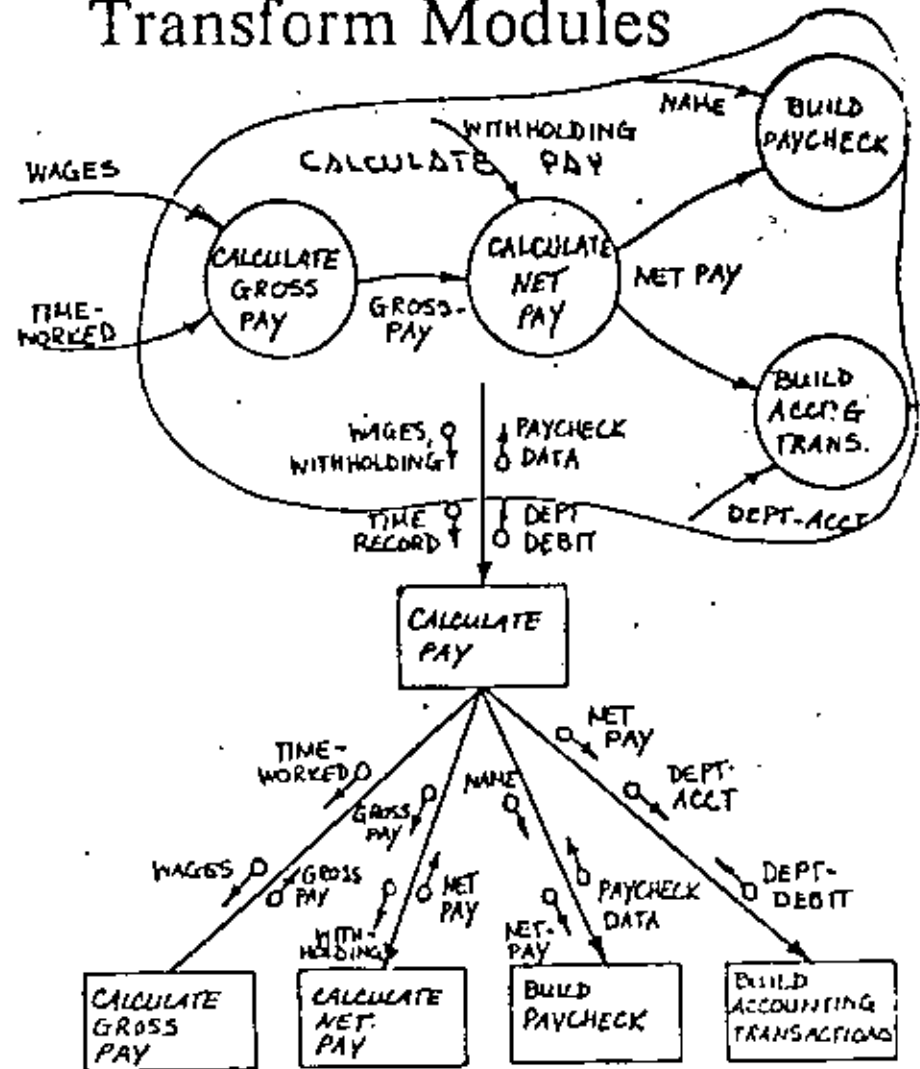 Transform Modules
NAME
BUILD
PAYCHECK
WITHHOLDING
CALCULATE PAY
WAGES
CALCULATE
GROSS
PAY
CALCULATE
NET
PAY
NET PAY
GROSS-
PAY
TIME-
WORKED
BUILD
ACCT'G
TRANS.
WAGES,
WITHHOLDING
PAYCHECK
DATA
TIME
RECORD
DEPT
DEBIT
DEPT-ACCT
CALCULATE
PAY
NET
PAY
TIME-
WORKED
DEPT-
ACCT
GROSS
PAY
NAME
WAGES
GROSS
PAY
NET
PAY
PAYCHECK
DATA
DEPT-
DEBIT
WITH-
HOLDING
NET-
PAY
CALCULATE
GROSS
PAY
CALCULATE
NET.
PAY
BUILD
PAYCHECK
BUILD
ACCOUNTING